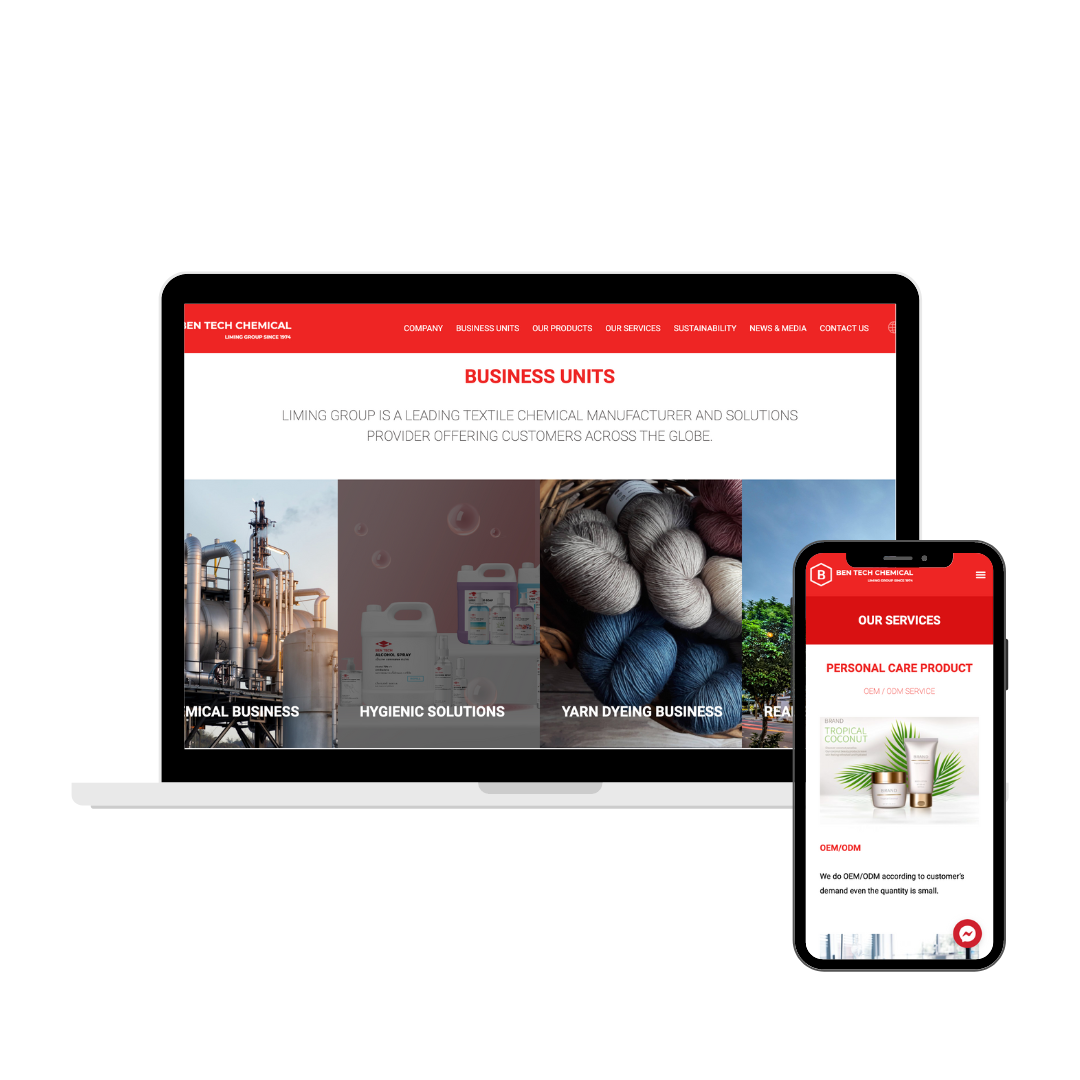 BEN TECH CHEMICAL
LIMING GROUP SINCE 1974
COMPANY BUSINESS UNITS OUR PRODUCTS OUR SERVICES SUSTAINABILITY NEWS & MEDIA CONTACT US
BUSINESS UNITS
LIMING GROUP IS A LEADING TEXTILE CHEMICAL MANUFACTURER AND SOLUTIONS
PROVIDER OFFERING CUSTOMERS ACROSS THE GLOBE.
BEN TECH
ALCOHOL SPRAY
MICAL BUSINESS
HYGIENIC SOLUTIONS
YARN DYEING BUSINESS
REA
B BEN TECH CHEMICAL
LIMING GROUP SINCE 1974
OUR SERVICES
PERSONAL CARE PRODUCT
OEM / ODM SERVICE
BRAND
TROPICAL
COCONUT
BRAND
BRAND
OEM/ODM
We do OEM/ODM according to customer's
demand even the quantity is small.